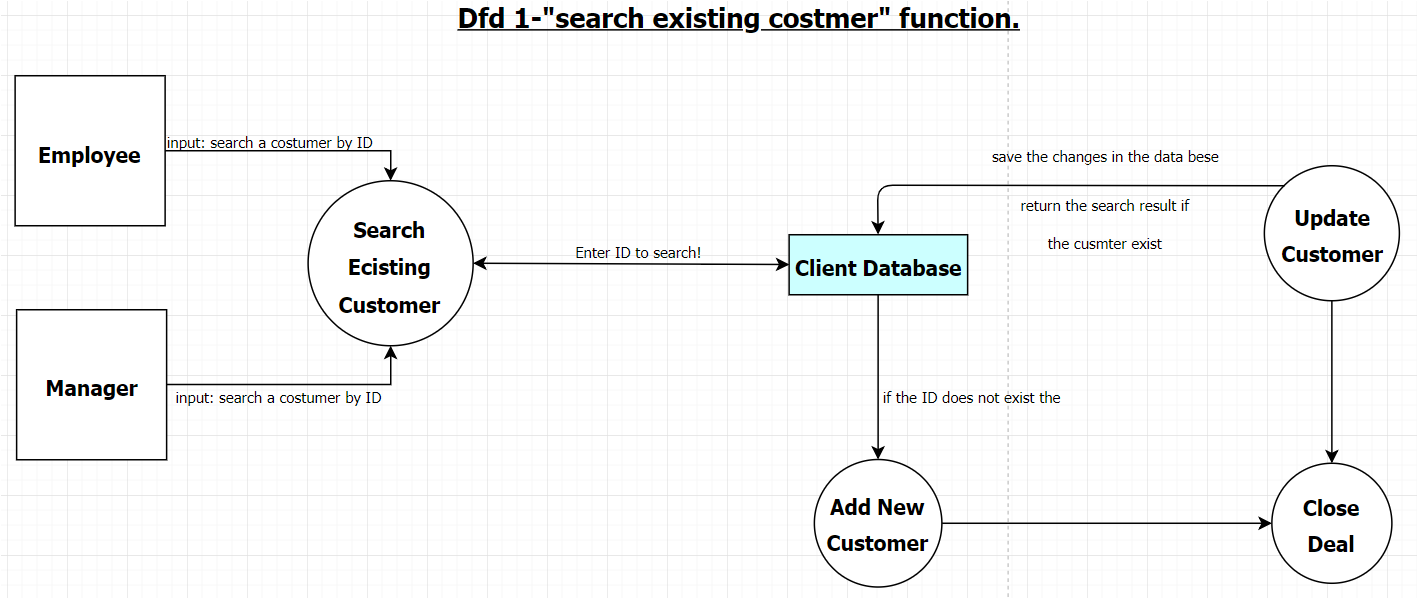 Dfd 1-"search existing costmer" function.
Employee
input: search a costumer by ID
Search
Ecisting
Customer
Manager
input: search a costumer by ID
Enter ID to search!
Client Database
save the changes in the data bese
return the search result if
the cusmter exist
Update
Customer
if the ID does not exist the
Add New
Customer
Close
Deal